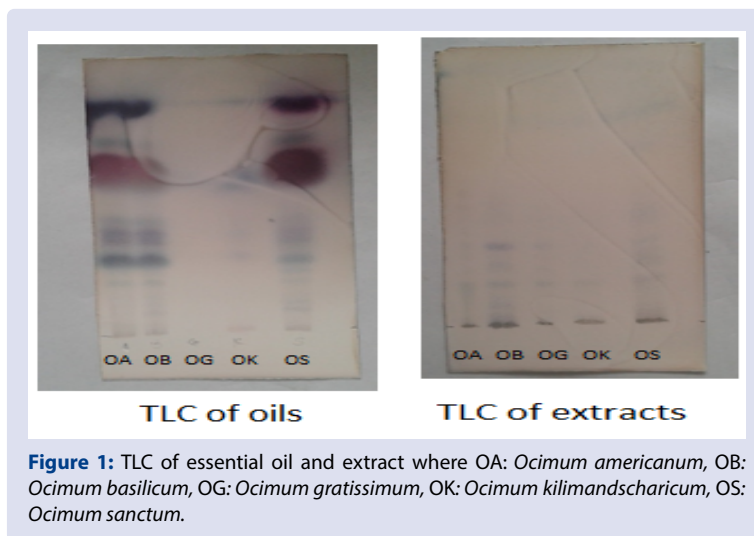 OA OB OG OK OS
OA OB OG OK OS
TLC of oils
TLC of extracts
Figure 1: TLC of essential oil and extract where OA: Ocimum americanum, OB:
Ocimum basilicum, OG: Ocimum gratissimum, OK: Ocimum kilimandscharicum, OS:
Ocimum sanctum.